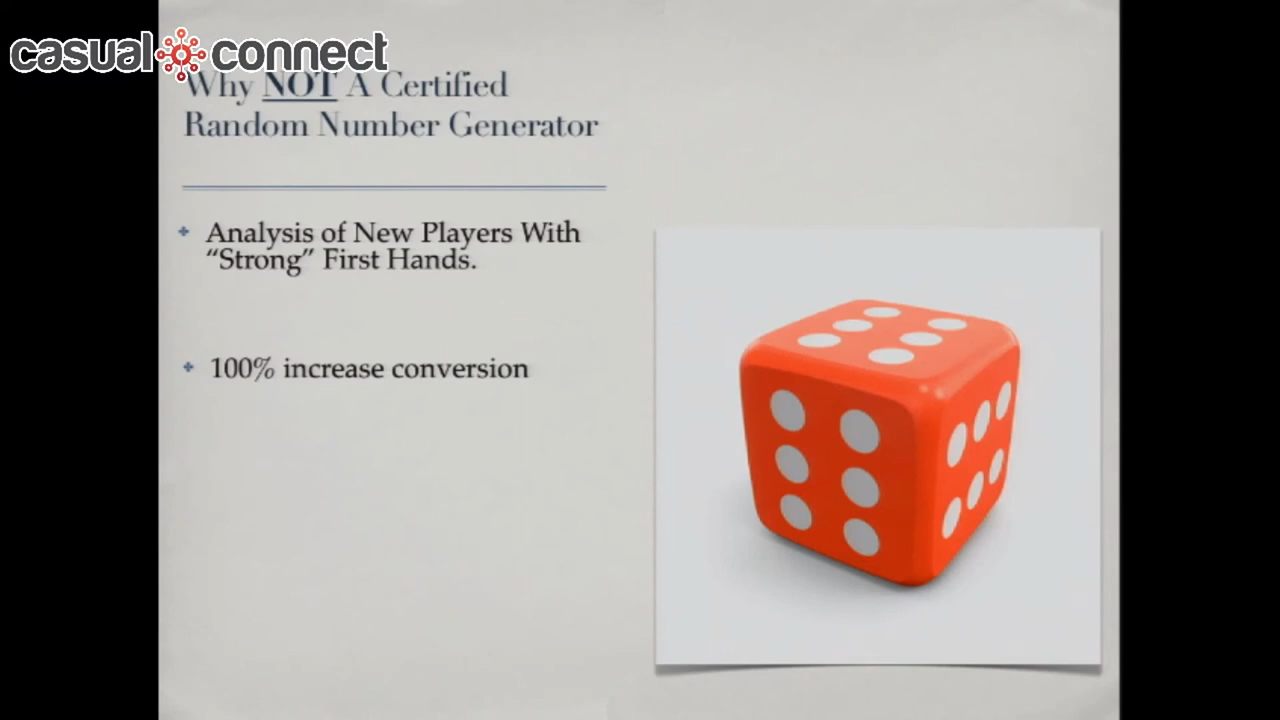 casual connect
Why NOT A Certified
Random Number Generator
Analysis of New Players With
“Strong” First Hands.
100% increase conversion